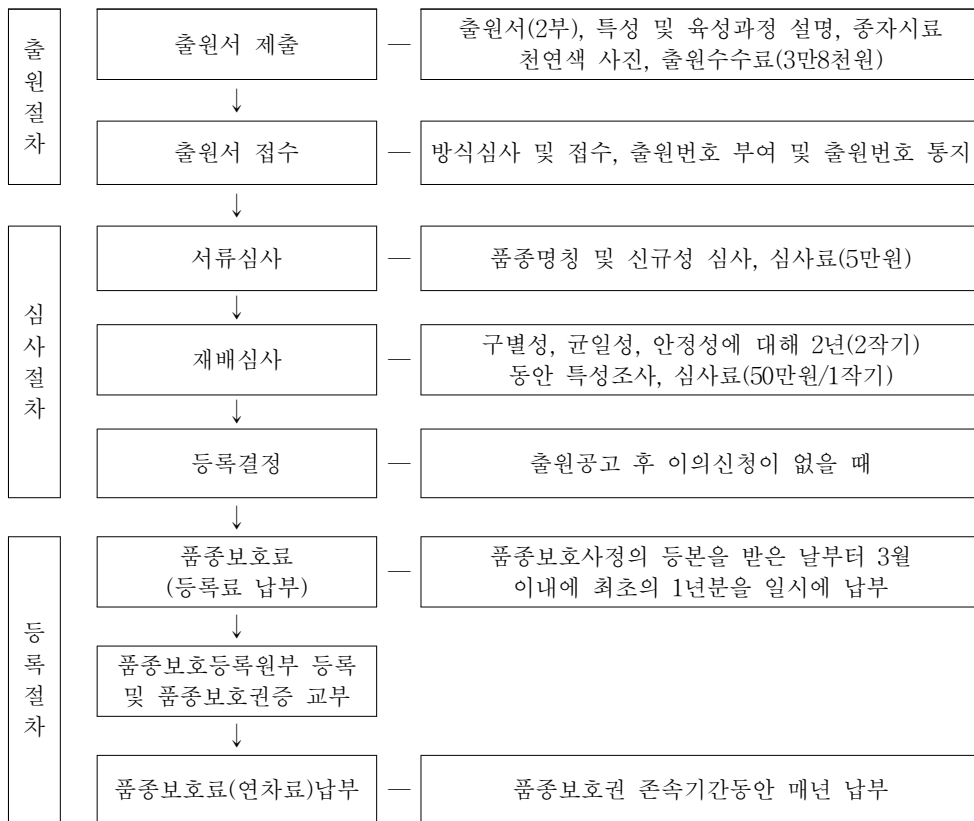 출원절차
출원서 제출
—
출원서(2부), 특성 및 육성과정 설명, 종자시료
천연색 사진, 출원수수료(3만8천원)
↓
출원서 접수
—
방식심사 및 접수, 출원번호 부여 및 출원번호 통지
↓
심사절차
서류심사
—
품종명칭 및 신규성 심사, 심사료(5만원)
↓
재배심사
—
구별성, 균일성, 안정성에 대해 2년(2작기)
동안 특성조사, 심사료(50만원/1작기)
↓
등록결정
—
출원공고 후 이의신청이 없을 때
↓
등록절차
품종보호료
(등록료 납부)
—
품종보호사정의 등본을 받은 날부터 3월
이내에 최초의 1년분을 일시에 납부
↓
품종보호등록원부 등록
및 품종보호권증 교부
↓
품종보호료(연차료)납부
—
품종보호권 존속기간동안 매년 납부